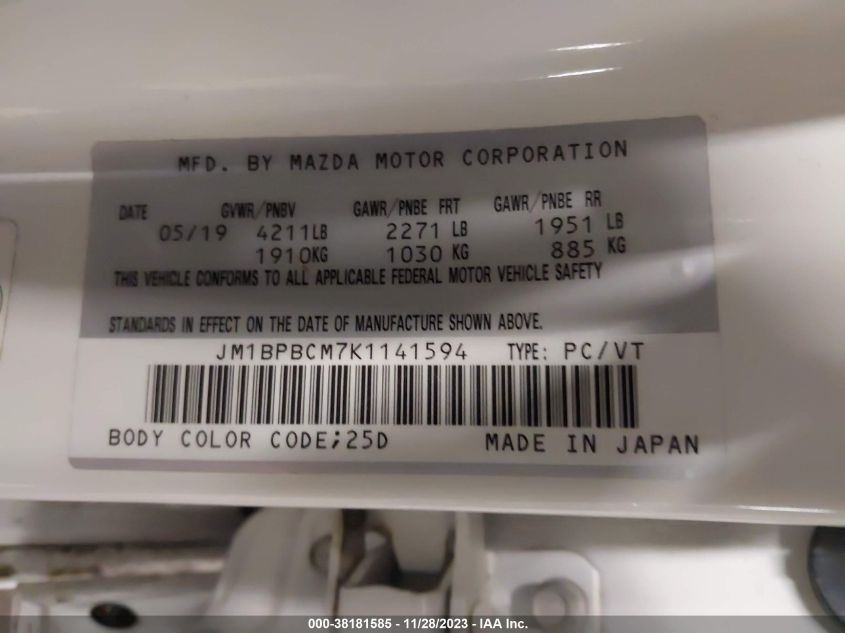 MFD. BY MAZDA MOTOR CORPORATION
DATE GVWR/PNBV GAWR/PNBE FRT GAWR/PNBE RR
05/19 4211LB 2271 LB 1951 LB
1910KG 1030 KG 885 KG
THIS VEHICLE CONFORMS TO ALL APPLICABLE FEDERAL MOTOR VEHICLE SAFETY
STANDARDS IN EFFECT ON THE DATE OF MANUFACTURE SHOWN ABOVE.
JM1BPBCM7K1141594 TYPE: PC/VT
BODY COLOR CODE;25D MADE IN JAPAN
000-38181585 - 11/28/2023 - IAA Inc.